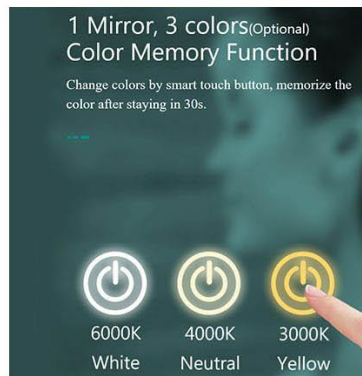 1 Mirror, 3 colors(Optional)
Color Memory Function
Change colors by smart touch button, memorize the
color after staying in 30s.
6000K 4000K 3000K
White Neutral Yellow